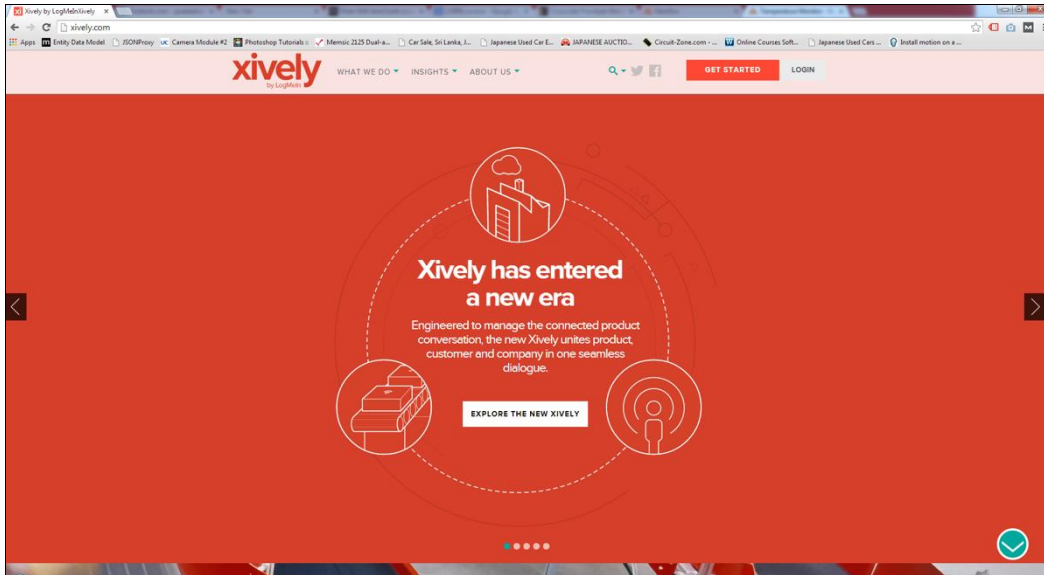 Xively by LogMeInXively
xively.com
Apps Entity Data Model JSONProxy UC Camera Module #2 Photoshop Tutorials :: Memsic 2125 Dual-a... Car Sale, Sri Lanka, J... Japanese Used Car E... JAPANESE AUCTIO... Circuit-Zone.com - ... Online Courses Soft... Japanese Used Cars ... Install motion on a ...
xively
by LogMeIn
WHAT WE DO INSIGHTS ABOUT US
GET STARTED LOGIN
Xively has entered
a new era
Engineered to manage the connected product
conversation, the new Xively unites product,
customer and company in one seamless
dialogue.
EXPLORE THE NEW XIVELY